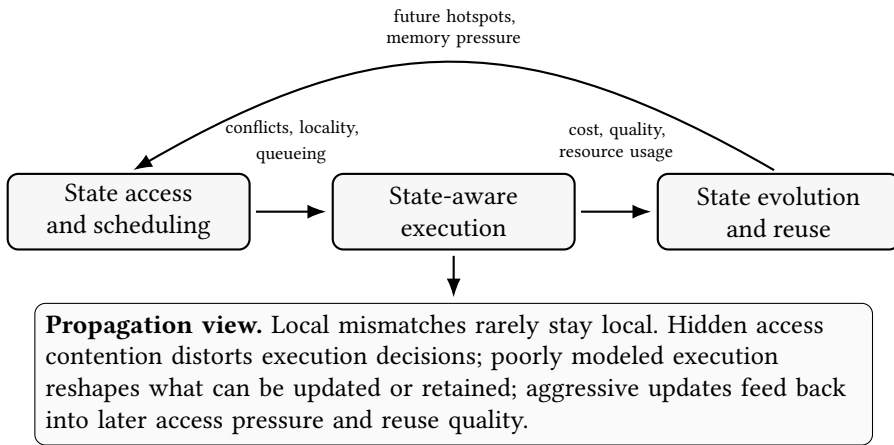 future hotspots,
memory pressure
conflicts, locality,
queueing
cost, quality,
resource usage
State access
and scheduling
State-aware
execution
State evolution
and reuse
Propagation view. Local mismatches rarely stay local. Hidden access
contention distorts execution decisions; poorly modeled execution
reshapes what can be updated or retained; aggressive updates feed back
into later access pressure and reuse quality.